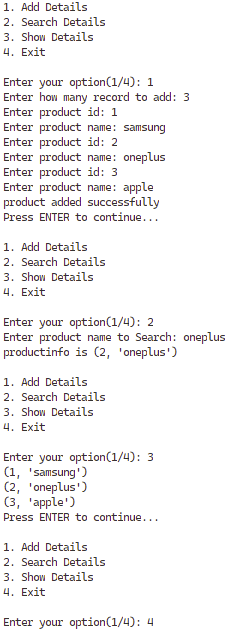 1. Add Details
2. Search Details
3. Show Details
4. Exit
Enter your option(1/4): 1
Enter how many record to add: 3
Enter product id: 1
Enter product name: samsung
Enter product id: 2
Enter product name: oneplus
Enter product id: 3
Enter product name: apple
product added successfully
Press ENTER to continue...
1. Add Details
2. Search Details
3. Show Details
4. Exit
Enter your option(1/4): 2
Enter product name to Search: oneplus
productinfo is (2, 'oneplus')
1. Add Details
2. Search Details
3. Show Details
4. Exit
Enter your option(1/4): 3
(1, 'samsung')
(2, 'oneplus')
(3, 'apple')
Press ENTER to continue...
1. Add Details
2. Search Details
3. Show Details
4. Exit
Enter your option(1/4): 4